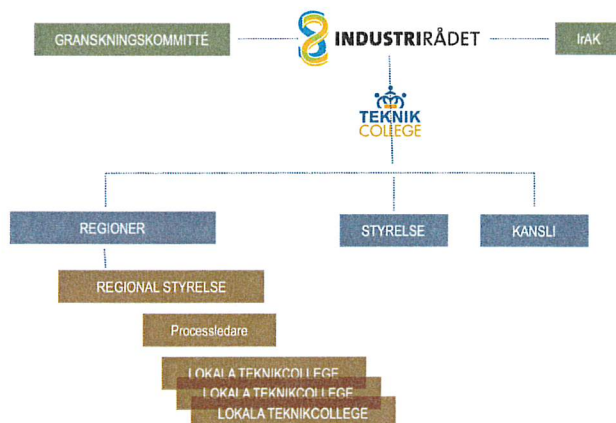 GRANSKNINGSKOMMITTÉ
INDUSTRIRÅDET
IrAK
TEKNIK
COLLEGE
REGIONER
STYRELSE
KANSLI
REGIONAL STYRELSE
Processledare
LOKALA TEKNIKCOLLEGE
LOKALA TEKNIKCOLLEGE
LOKALA TEKNIKCOLLEGE